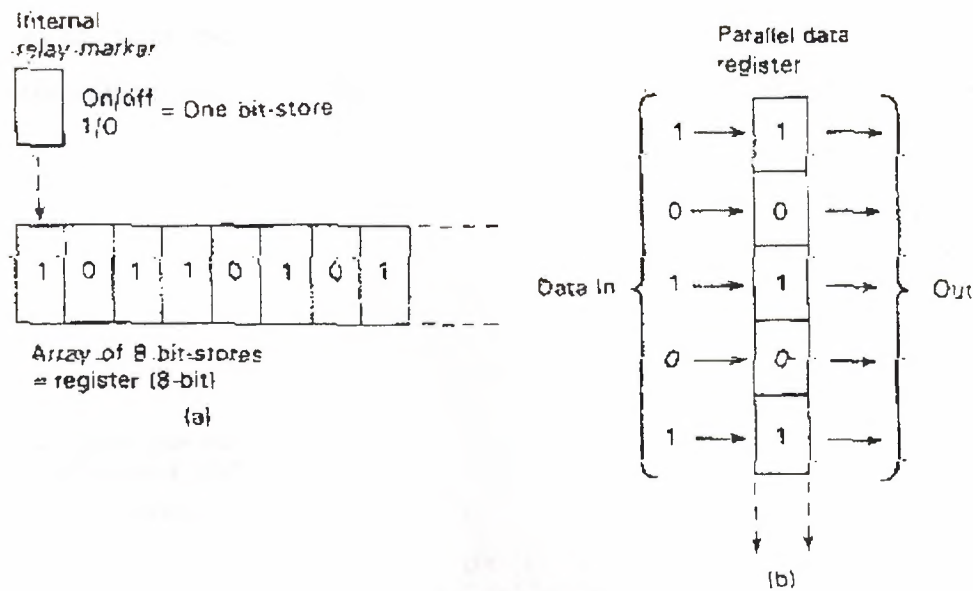 Internal
relay marker
On/off
1/0
= One bit-store
1 0 1 1 0 1 0 1
Array of 8 bit-stores
= register (8-bit)
(a)
Parallel data
register
1 1
0 0
Data in
1 1
Out
0 0
1 1
(b)